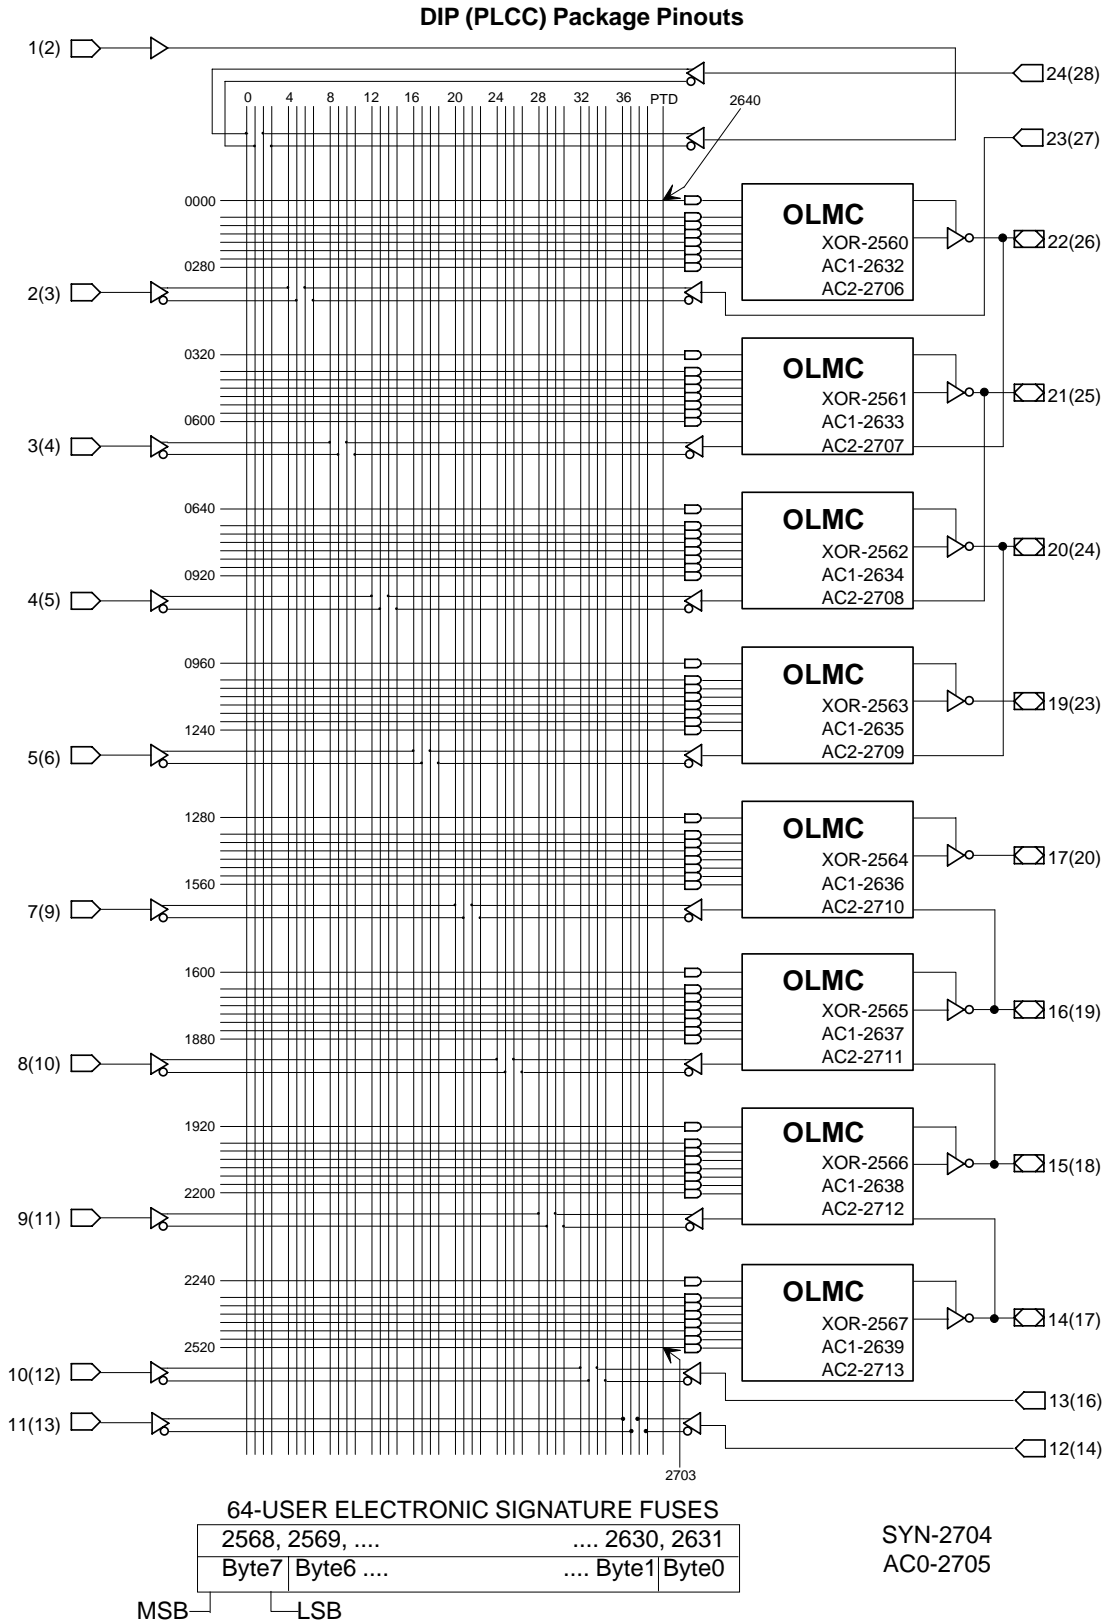 DIP (PLCC) Package Pinouts
1(2)
24(28)
0 4 8 12 16 20 24 28 32 36 PTD 2640
23(27)
0000
OLMC
XOR-2560
22(26)
0280
AC1-2632
AC2-2706
2(3)
0320
OLMC
XOR-2561
21(25)
0600
AC1-2633
3(4)
AC2-2707
0640
OLMC
XOR-2562
20(24)
0920
AC1-2634
4(5)
AC2-2708
0960
OLMC
XOR-2563
19(23)
1240
AC1-2635
5(6)
AC2-2709
1280
OLMC
XOR-2564
17(20)
1560
AC1-2636
7(9)
AC2-2710
1600
OLMC
XOR-2565
16(19)
1880
AC1-2637
8(10)
AC2-2711
1920
OLMC
XOR-2566
15(18)
2200
AC1-2638
9(11)
AC2-2712
2240
OLMC
XOR-2567
14(17)
2520
AC1-2639
10(12)
AC2-2713
13(16)
11(13)
12(14)
2703
64-USER ELECTRONIC SIGNATURE FUSES
2568, 2569, .... .... 2630, 2631
Byte7 Byte6 .... .... Byte1 Byte0
MSB LSB
SYN-2704
AC0-2705